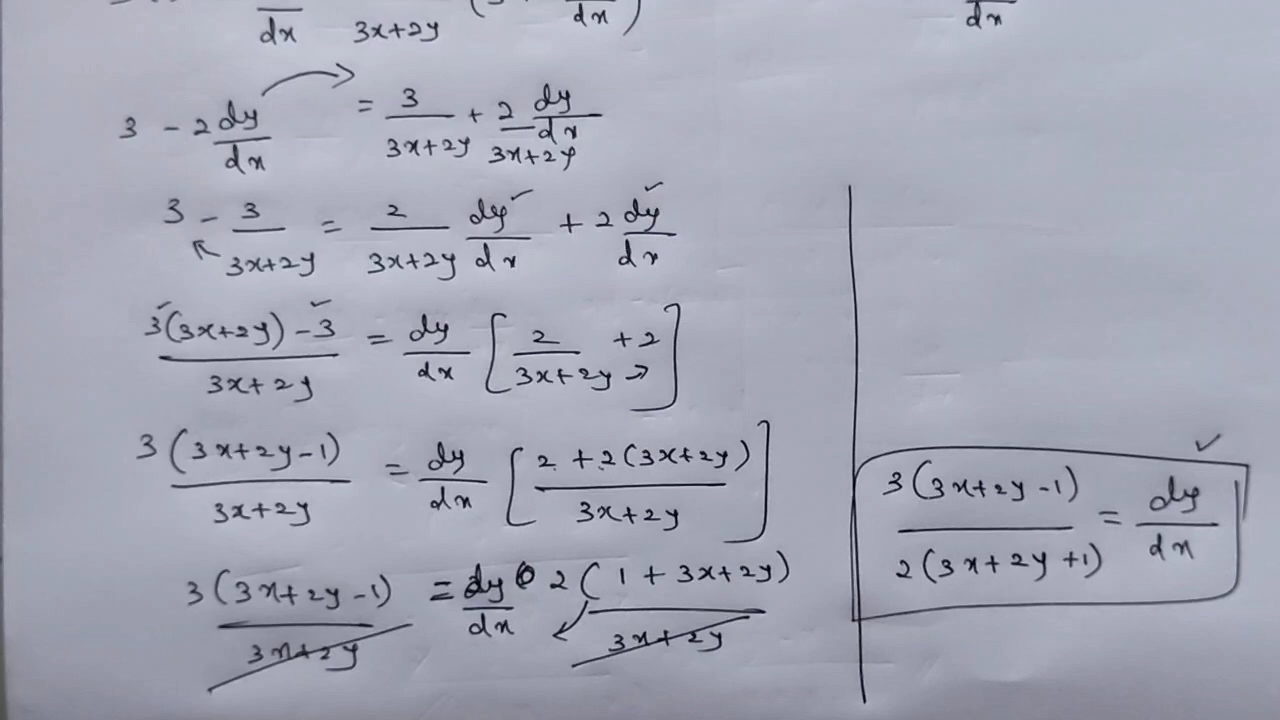 dx 3x+2y dx ) dx
3 - 2 dy/dx = 3/(3x+2y) + 2/(3x+2y) dy/dx
3 - 3/(3x+2y) = 2/(3x+2y) dy/dx + 2 dy/dx
(3(3x+2y) - 3)/(3x+2y) = dy/dx [2/(3x+2y) + 2]
3(3x+2y-1)/(3x+2y) = dy/dx [(2 + 2(3x+2y))/(3x+2y)]
3(3x+2y-1)/(3x+2y) = dy/dx 2(1 + 3x+2y)/(3x+2y)
3(3x+2y-1)/(2(3x+2y+1)) = dy/dx